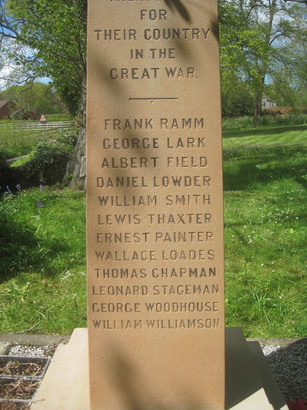 FOR
THEIR COUNTRY
IN THE
GREAT WAR.
FRANK RAMM
GEORGE LARK
ALBERT FIELD
DANIEL LOWDER
WILLIAM SMITH
LEWIS THAXTER
ERNEST PAINTER
WALLACE LOADES
THOMAS CHAPMAN
LEONARD STAGEMAN
GEORGE WOODHOUSE
WILLIAM WILLIAMSON